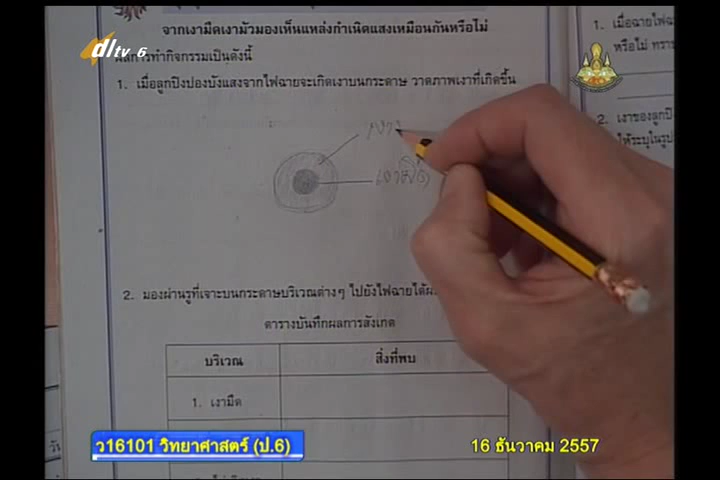 dltv 6
จากเงามืดเงามัวมองเห็นแหล่งกำเนิดแสงเหมือนกันหรือไม่
ผลการทำกิจกรรมเป็นดังนี้
1. เมื่อลูกปิงปองบังแสงจากไฟฉายจะเกิดเงาบนกระดาษ วาดภาพเงาที่เกิดขึ้น
เงา
เงามืด
2. มองผ่านรูที่เจาะบนกระดาษบริเวณต่างๆ ไปยังไฟฉายได้
ตารางบันทึกผลการสังเกต
บริเวณ สิ่งที่พบ
1. เงามืด
1. เมื่อฉายไฟ
หรือไม่
2. เงาของลูกปิ
ให้ระบุในรูป
ว16101 วิทยาศาสตร์ (ป.6)
16 ธันวาคม 2557